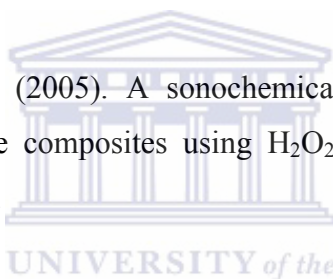 (2005). A sonochemica
e composites using H₂O₂
UNIVERSITY of the